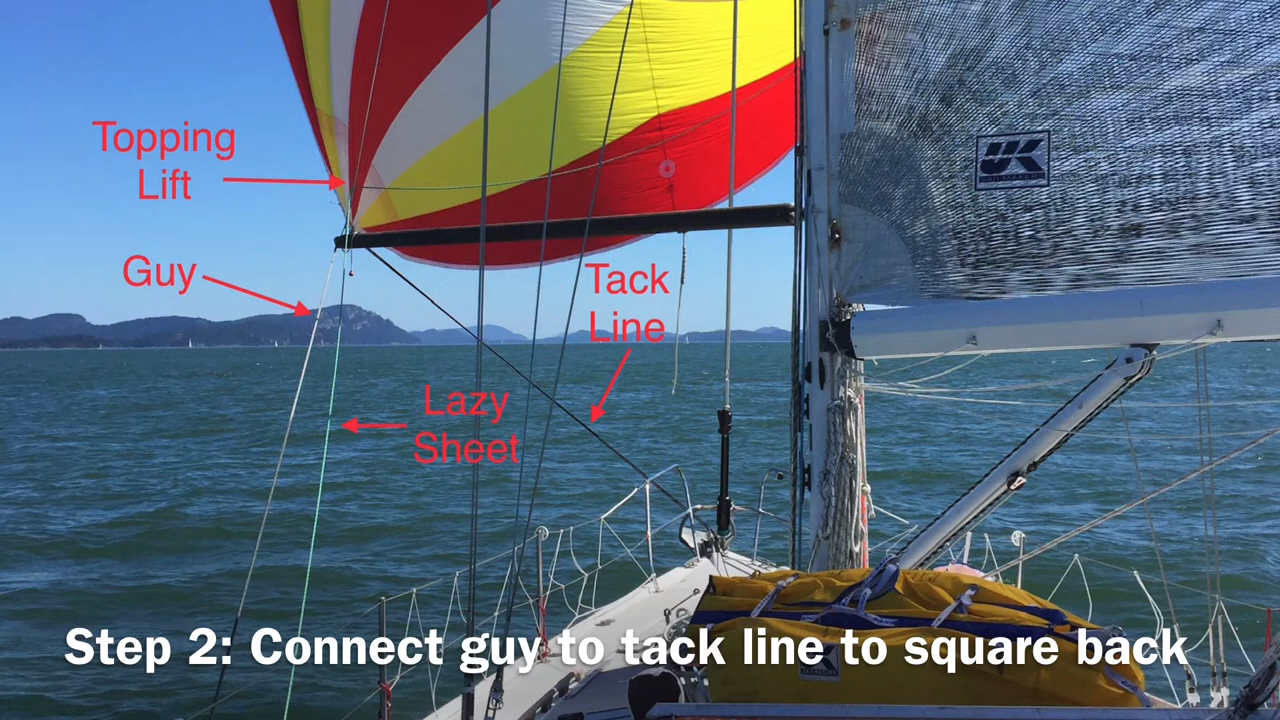 Topping
Lift
Guy
Tack
Line
Lazy
Sheet
UK
Step 2: Connect guy to tack line to square back